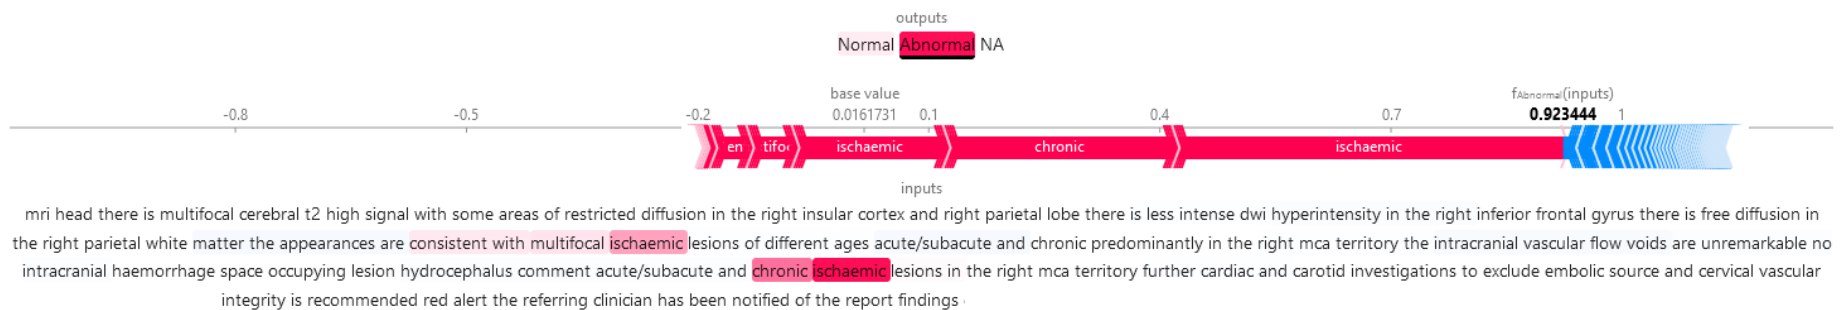 outputs
Normal Abnormal NA
base value fAbnormal(inputs)
-0.8 -0.5 -0.2 0.0161731 0.1 0.4 0.7 0.923444 1
en tifo ischaemic chronic ischaemic
inputs
mri head there is multifocal cerebral t2 high signal with some areas of restricted diffusion in the right insular cortex and right parietal lobe there is less intense dwi hyperintensity in the right inferior frontal gyrus there is free diffusion in
the right parietal white matter the appearances are consistent with multifocal ischaemic lesions of different ages acute/subacute and chronic predominantly in the right mca territory the intracranial vascular flow voids are unremarkable no
intracranial haemorrhage space occupying lesion hydrocephalus comment acute/subacute and chronic ischaemic lesions in the right mca territory further cardiac and carotid investigations to exclude embolic source and cervical vascular
integrity is recommended red alert the referring clinician has been notified of the report findings